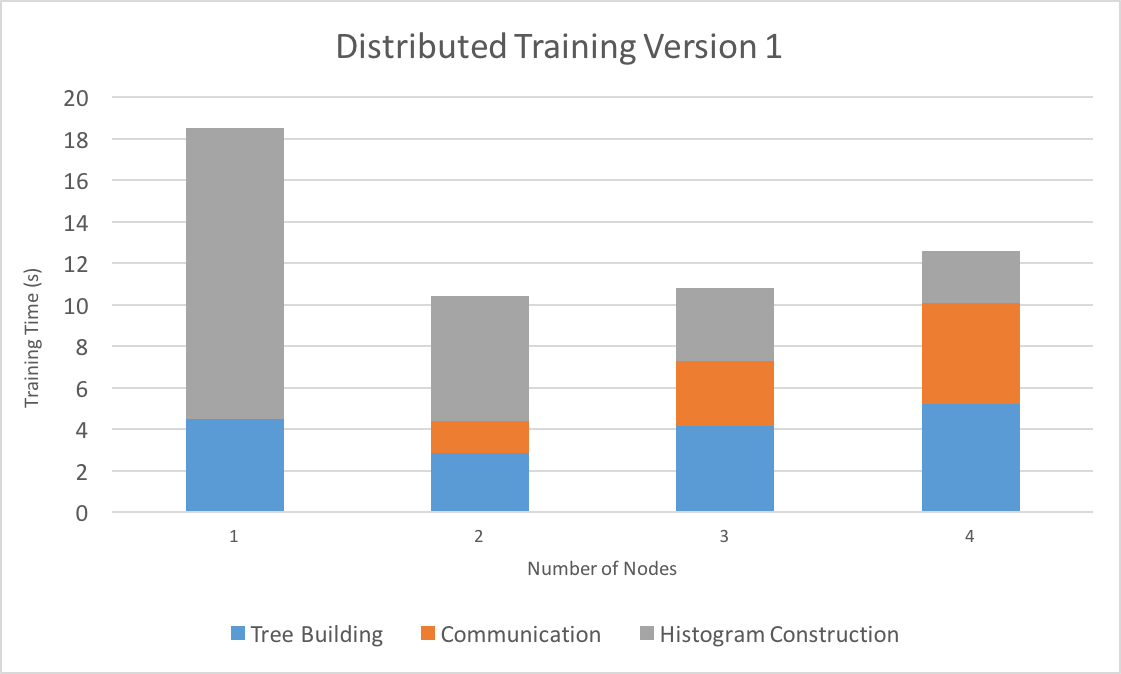 Distributed Training Version 1
20
18
16
14
12
10
8
6
4
2
0
Training Time (s)
1 2 3 4
Number of Nodes
Tree Building Communication Histogram Construction